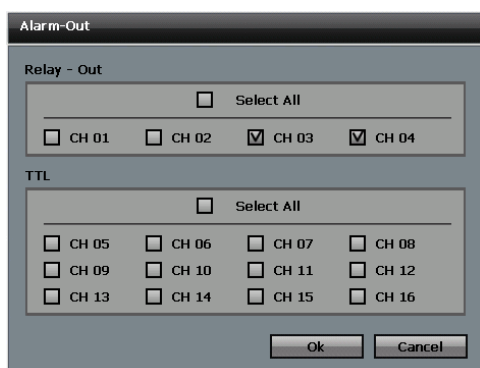 Alarm-Out
Relay - Out
Select All
CH 01 CH 02 CH 03 CH 04
TTL
Select All
CH 05 CH 06 CH 07 CH 08
CH 09 CH 10 CH 11 CH 12
CH 13 CH 14 CH 15 CH 16
Ok Cancel